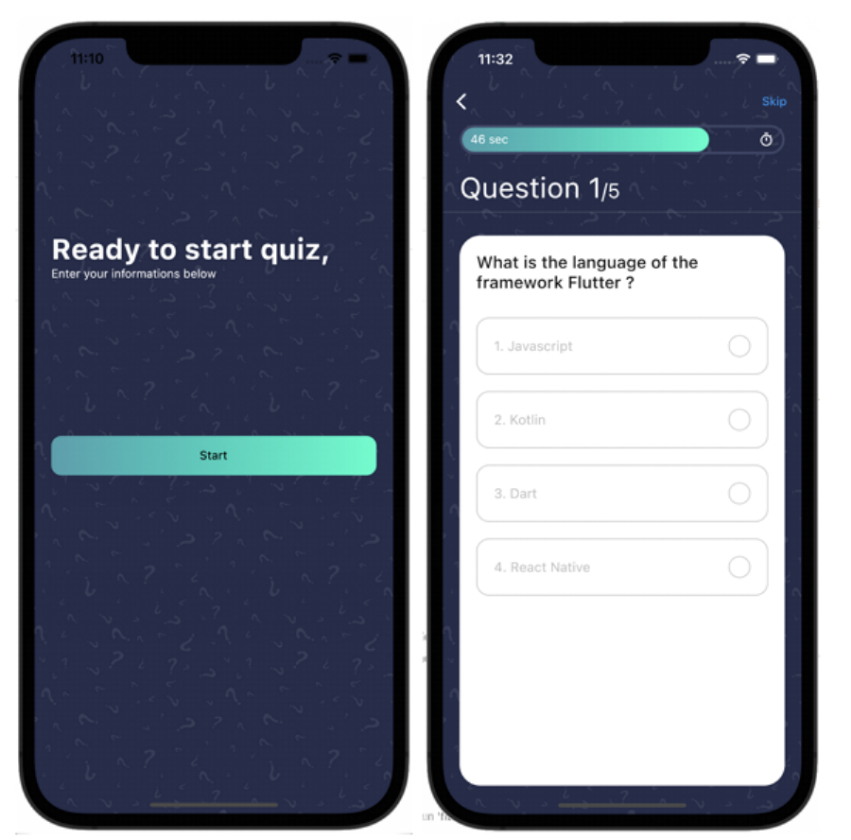 11:10
Ready to start quiz,
Enter your informations below
Start
11:32
Skip
46 sec
Question 1/5
What is the language of the
framework Flutter ?
1. Javascript
2. Kotlin
3. Dart
4. React Native